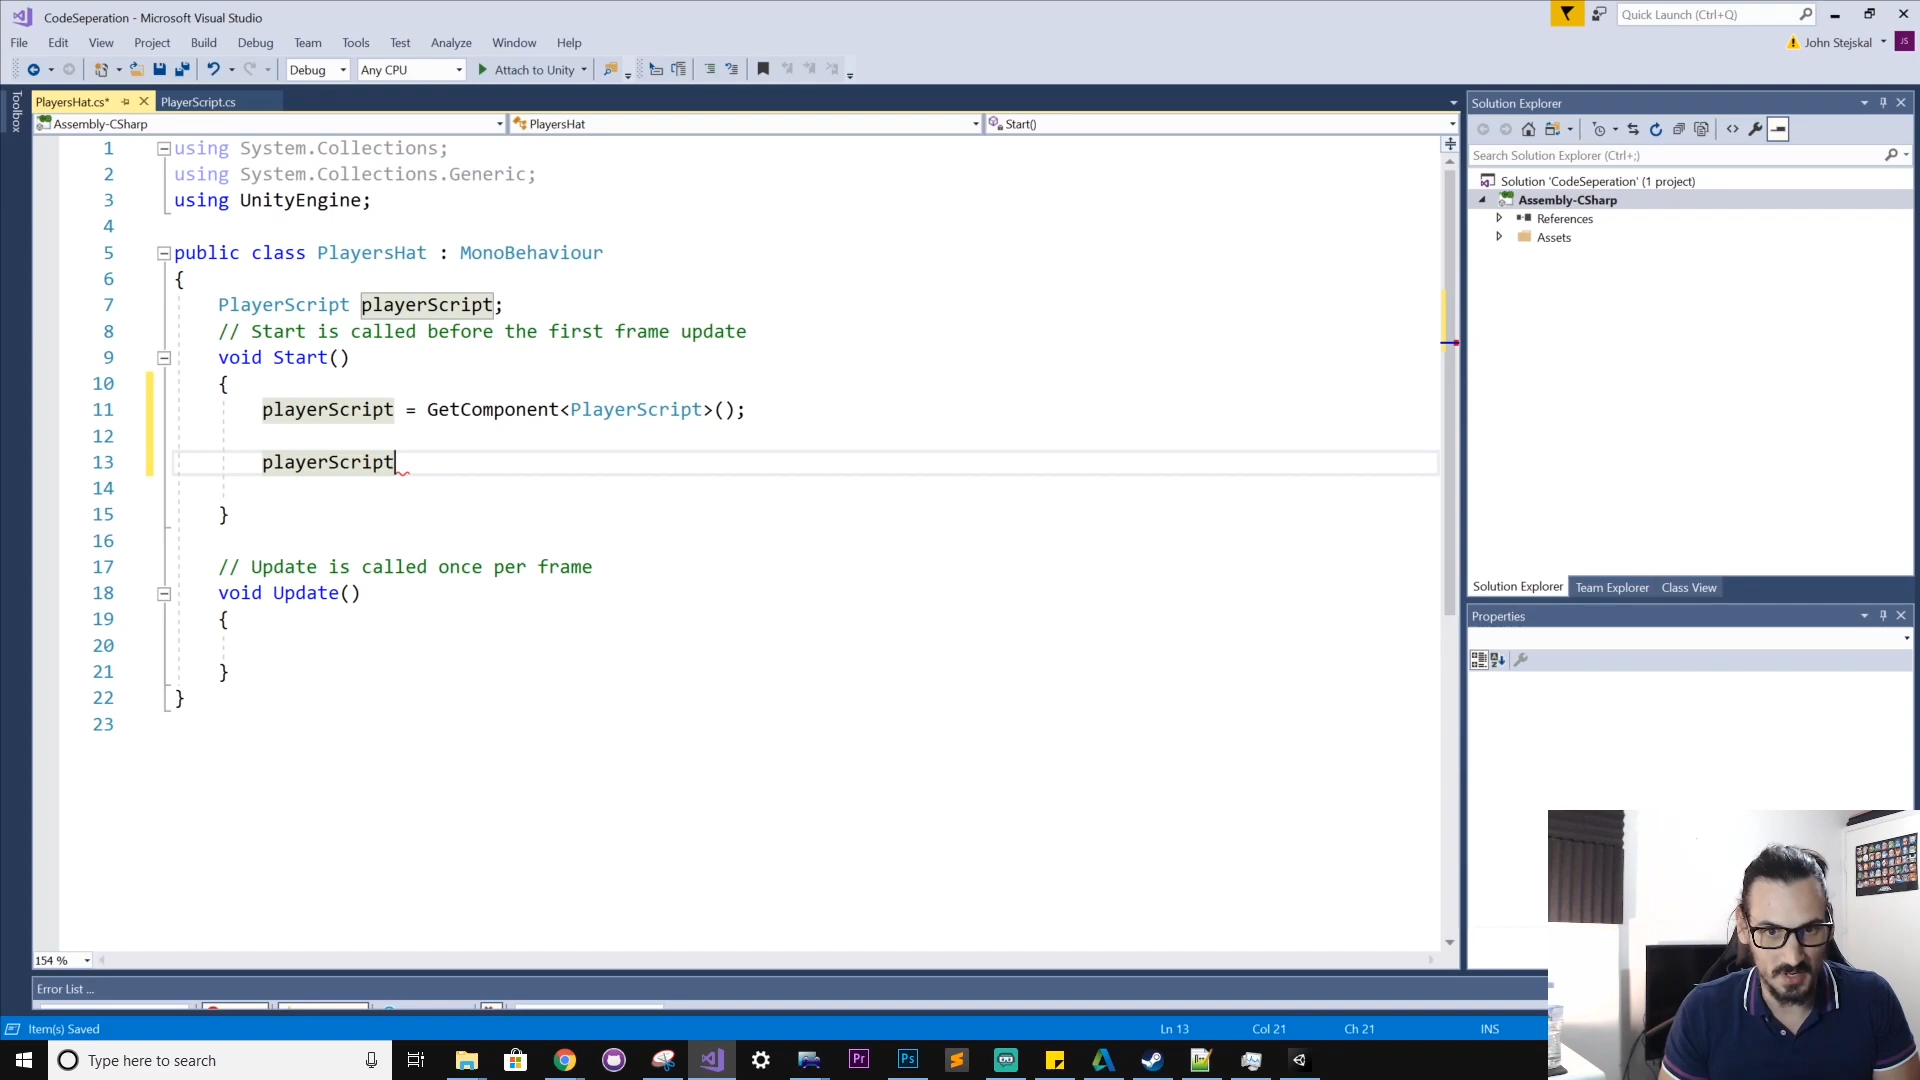 CodeSeperation - Microsoft Visual Studio
Quick Launch (Ctrl+Q)
File Edit View Project Build Debug Team Tools Test Analyze Window Help
John Stejskal JS
Debug Any CPU Attach to Unity
Toolbox
PlayersHat.cs* PlayerScript.cs
Assembly-CSharp PlayersHat Start()
1 using System.Collections;
2 using System.Collections.Generic;
3 using UnityEngine;
4
5 public class PlayersHat : MonoBehaviour
6 {
7 PlayerScript playerScript;
8 // Start is called before the first frame update
9 void Start()
10 {
11 playerScript = GetComponent<PlayerScript>();
12
13 playerScript
14
15 }
16
17 // Update is called once per frame
18 void Update()
19 {
20
21 }
22 }
23
154 %
Solution Explorer
Search Solution Explorer (Ctrl+;)
Solution 'CodeSeperation' (1 project)
Assembly-CSharp
References
Assets
Solution Explorer Team Explorer Class View
Properties
Error List ...
Item(s) Saved Ln 13 Col 21 Ch 21 INS
Type here to search
Pr
Ps